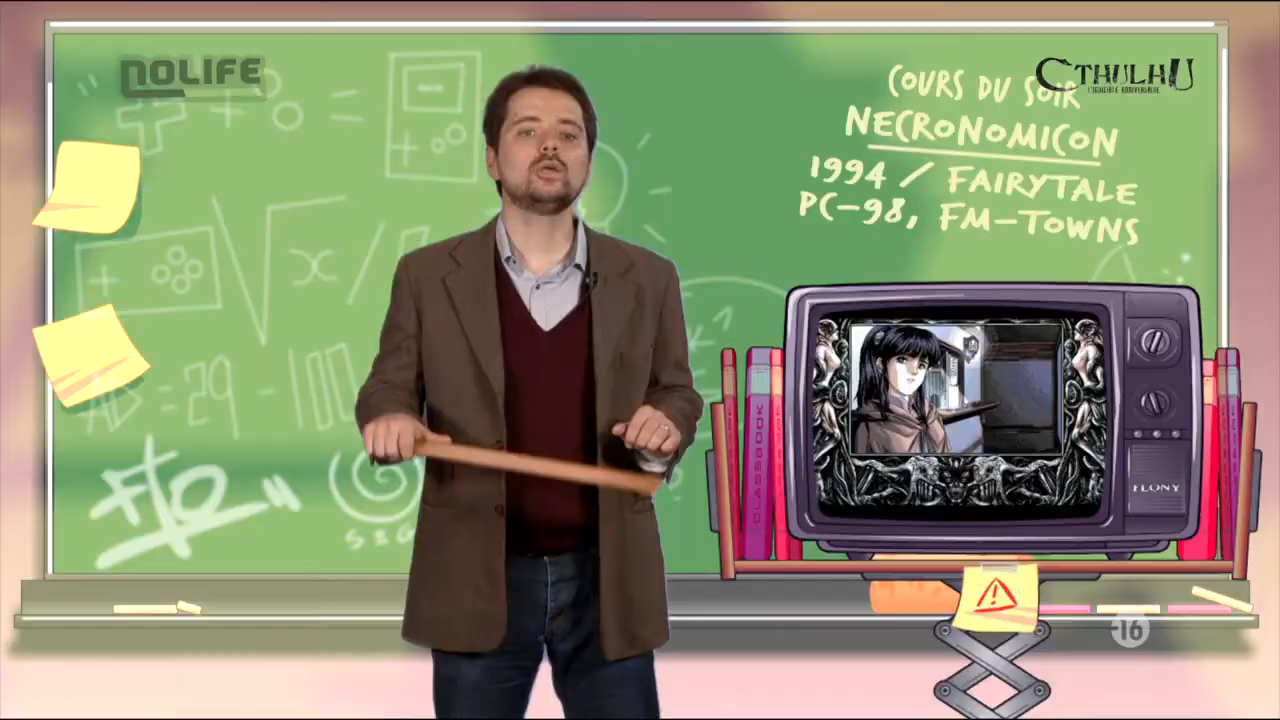 NOLIFE
CTHULHU
COURS DU SOIR
NECRONOMICON
1994 / FAIRYTALE
PC-98, FM-TOWNS
CLASSBOOK
FLONY
-16